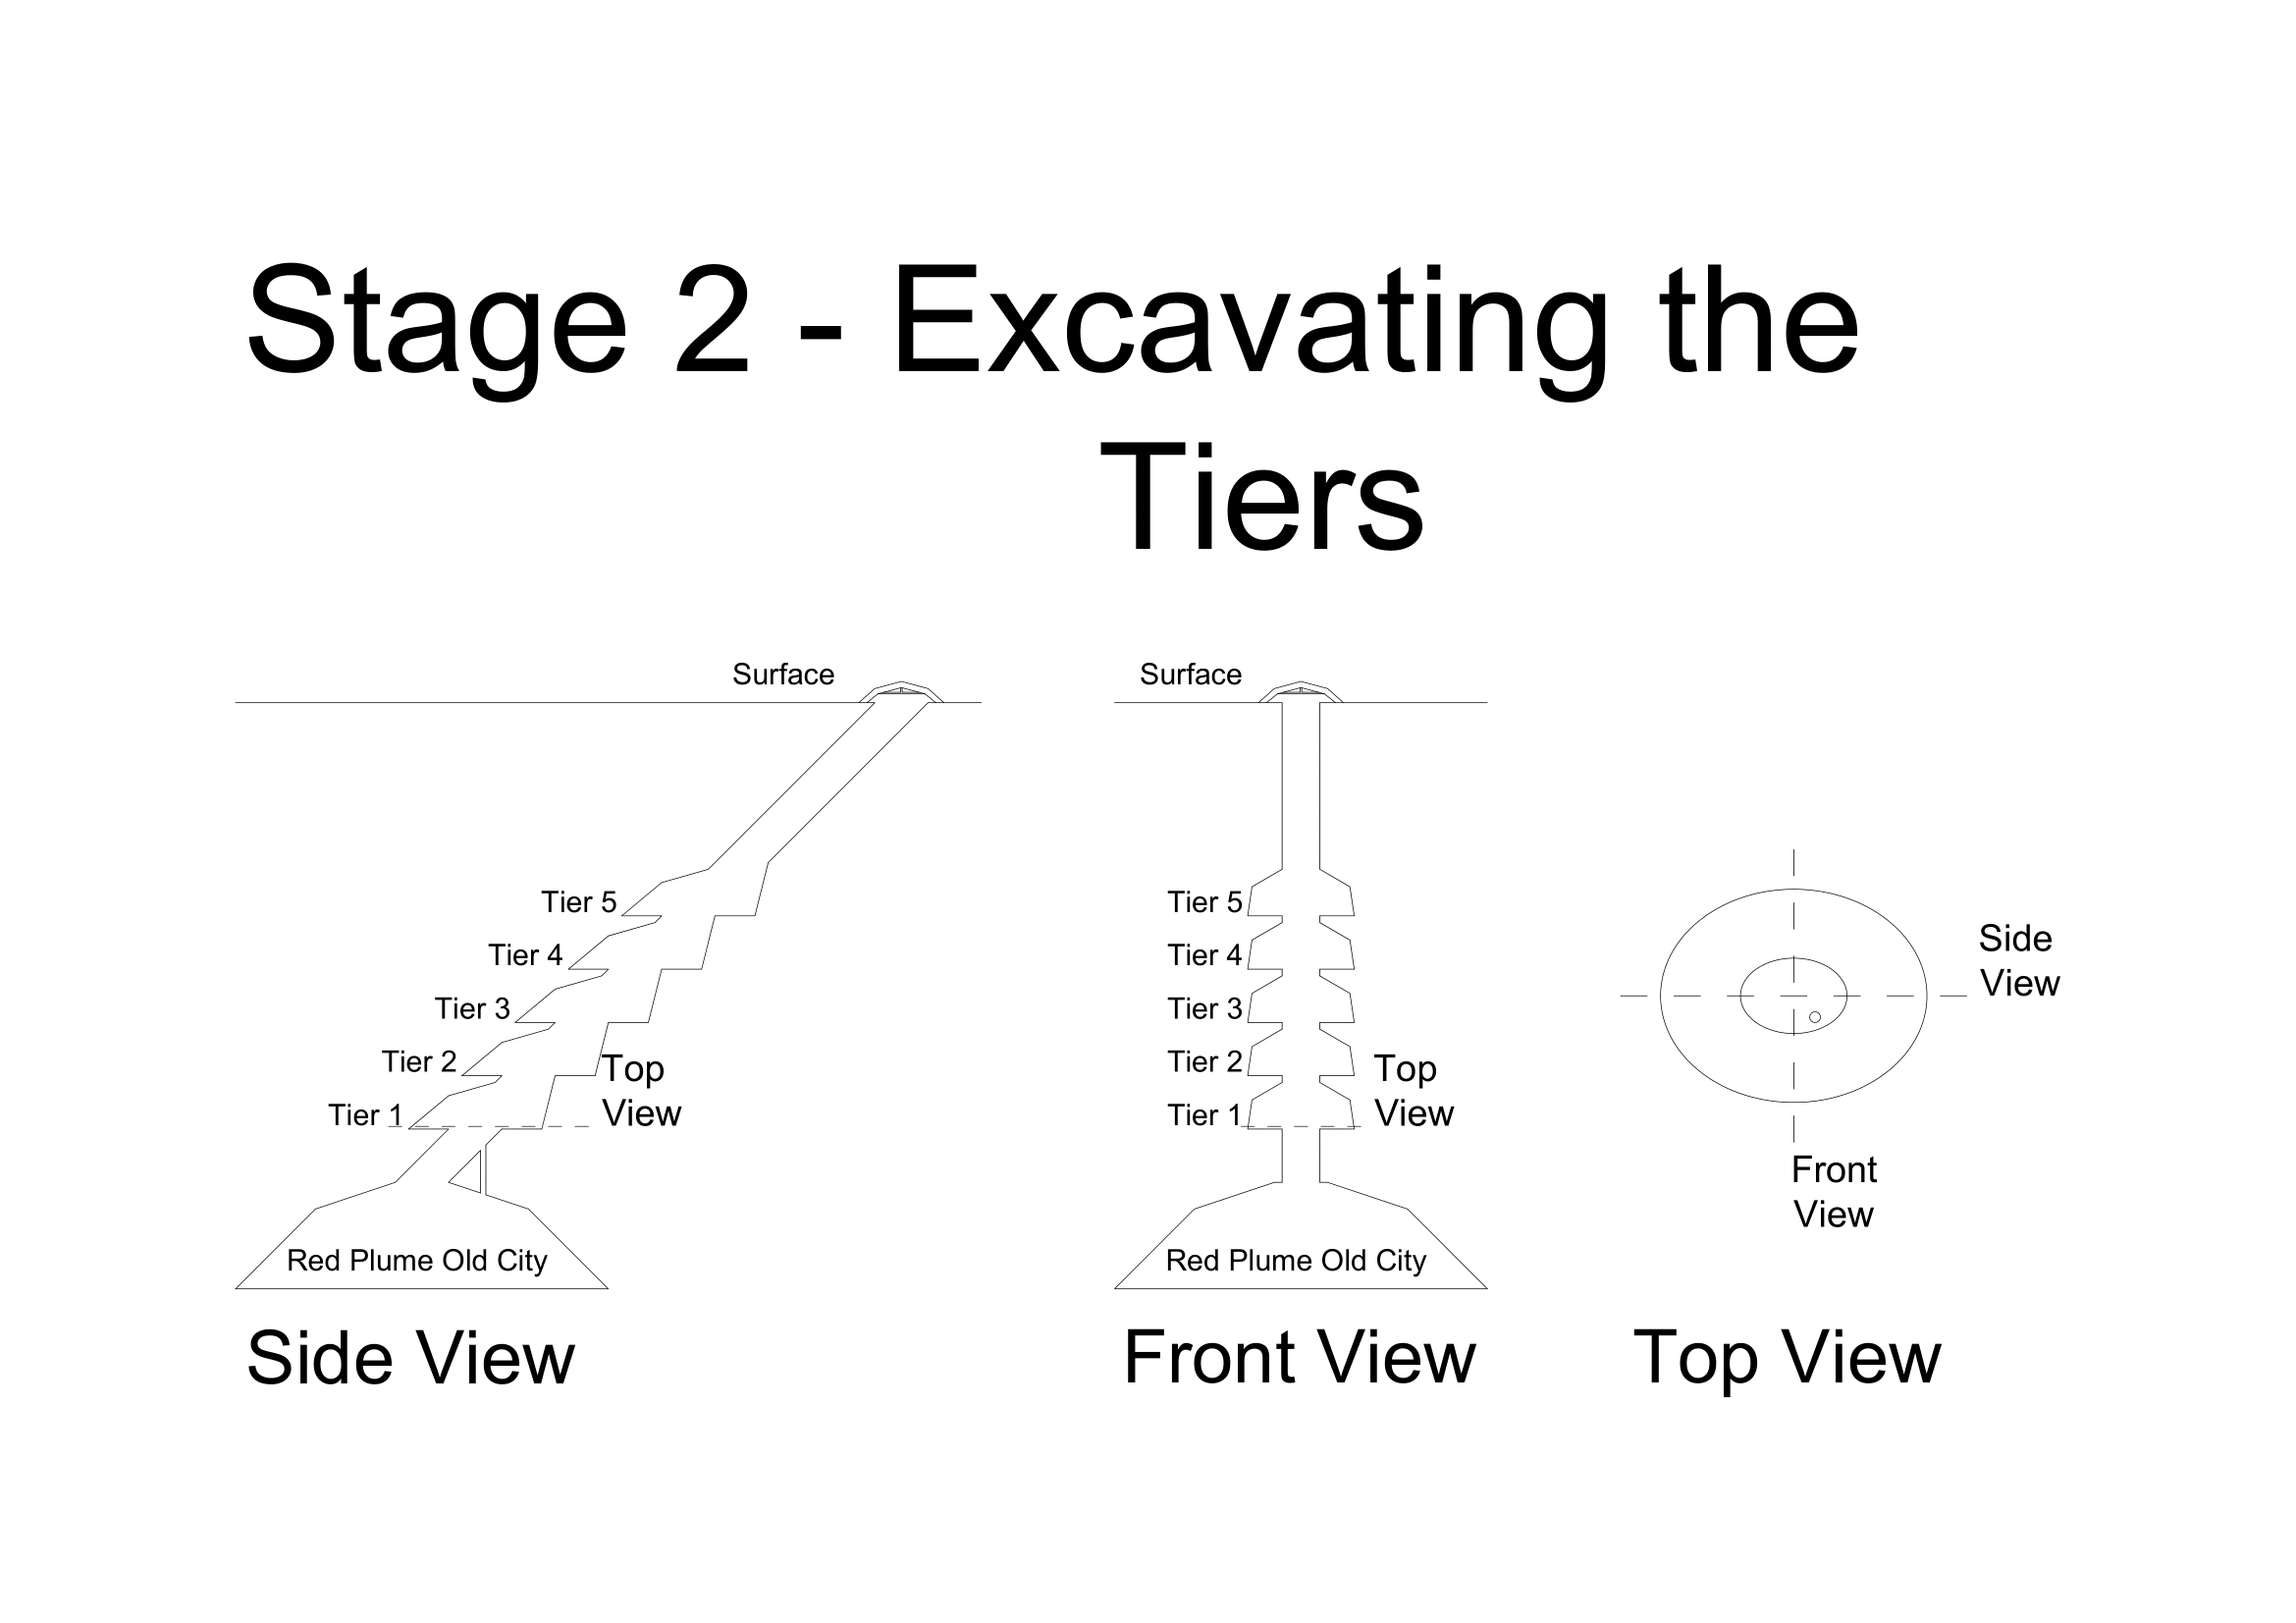 Stage 2 - Excavating the
Tiers
Surface
Tier 5
Tier 4
Tier 3
Tier 2
Tier 1
Top
View
Red Plume Old City
Side View
Surface
Tier 5
Tier 4
Tier 3
Tier 2
Tier 1
Top
View
Red Plume Old City
Front View
Side
View
Front
View
Top View